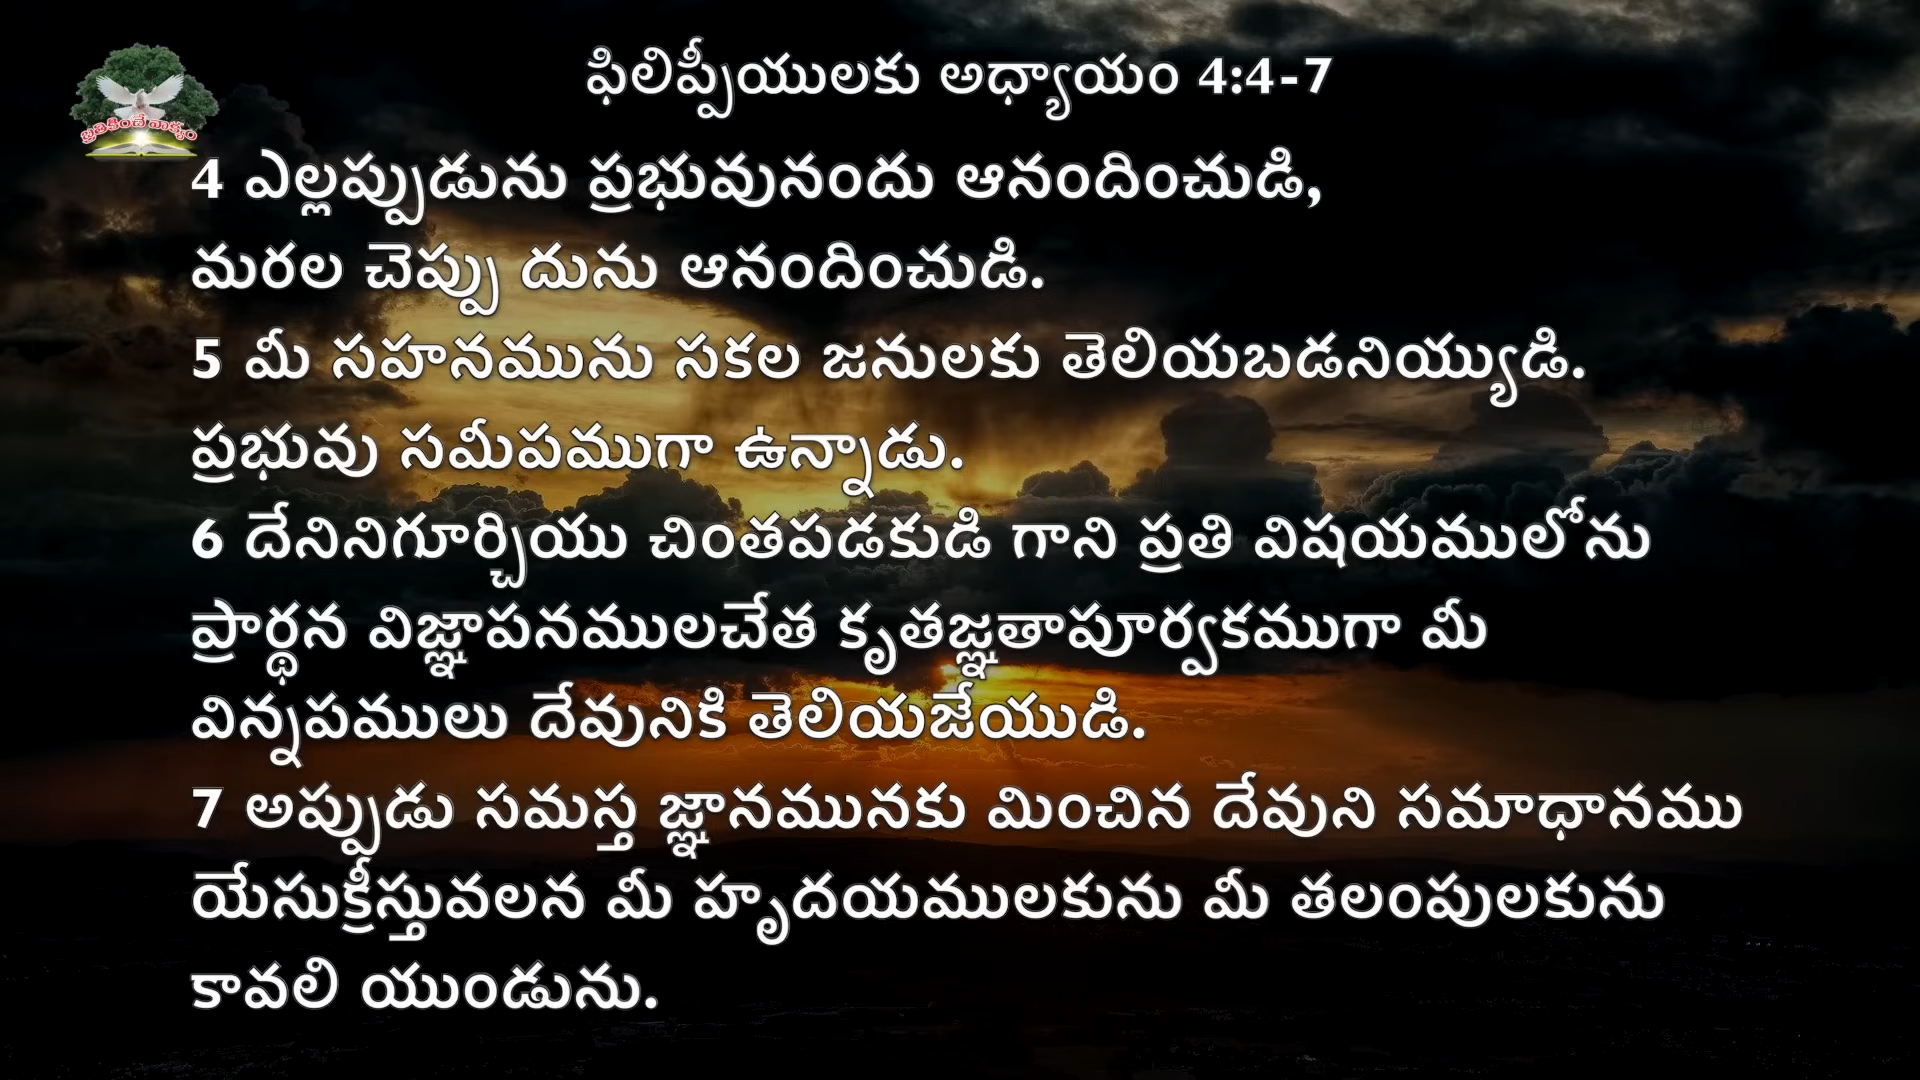 ఫిలిప్పీయులకు అధ్యాయం 4:4-7
బ్రతికించే వాక్యం
4 ఎల్లప్పుడును ప్రభువునందు ఆనందించుడి,
మరల చెప్పు దును ఆనందించుడి.
5 మీ సహనమును సకల జనులకు తెలియబడనియ్యుడి.
ప్రభువు సమీపముగా ఉన్నాడు.
6 దేనినిగూర్చియు చింతపడకుడి గాని ప్రతి విషయములోను
ప్రార్థన విజ్ఞాపనములచేత కృతజ్ఞతాపూర్వకముగా మీ
విన్నపములు దేవునికి తెలియజేయుడి.
7 అప్పుడు సమస్త జ్ఞానమునకు మించిన దేవుని సమాధానము
యేసుక్రీస్తువలన మీ హృదయములకును మీ తలంపులకును
కావలి యుండును.